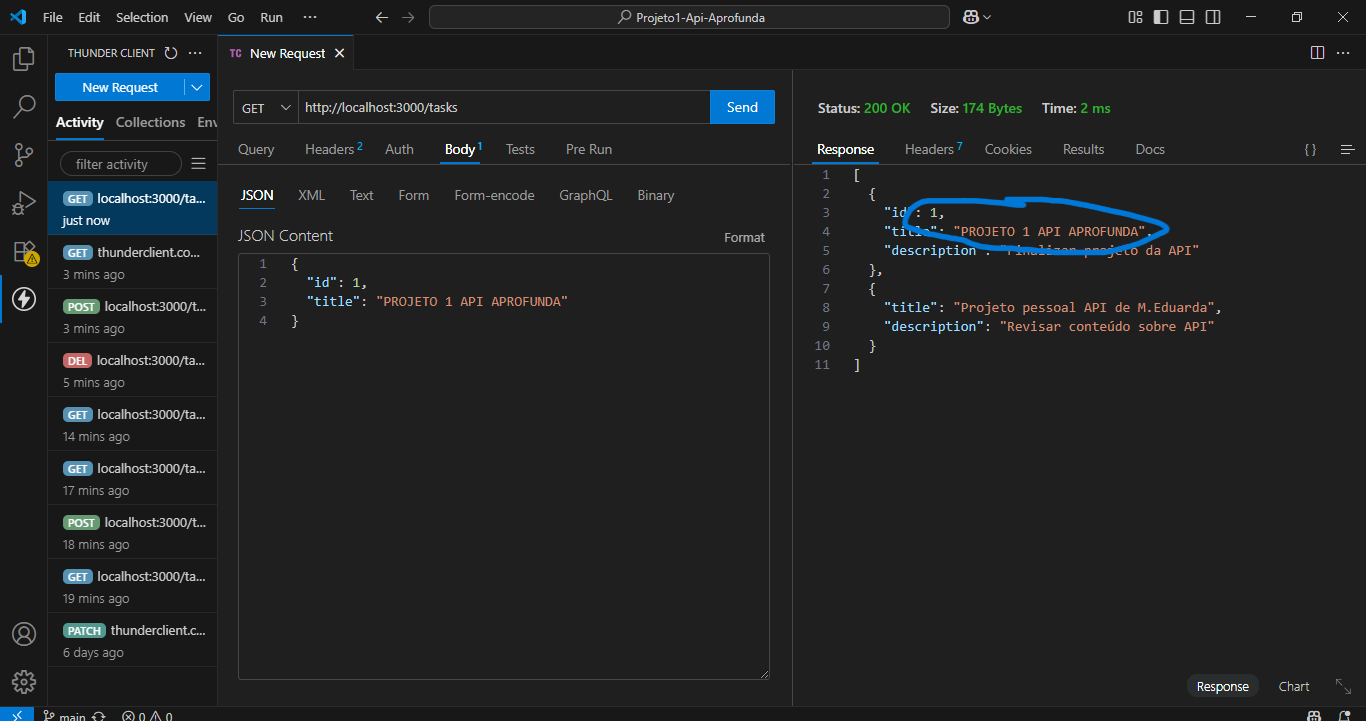 File Edit Selection View Go Run ···
Projeto1-Api-Aprofunda
THUNDER CLIENT ···
New Request
Activity Collections Env
filter activity
GET localhost:3000/ta...
just now
GET thunderclient.co...
3 mins ago
POST localhost:3000/ta...
3 mins ago
DEL localhost:3000/ta...
5 mins ago
GET localhost:3000/ta...
14 mins ago
GET localhost:3000/ta...
17 mins ago
POST localhost:3000/t...
18 mins ago
GET localhost:3000/ta...
19 mins ago
PATCH thunderclient.c...
6 days ago
TC New Request
GET http://localhost:3000/tasks Send
Query Headers 2 Auth Body 1 Tests Pre Run
JSON XML Text Form Form-encode GraphQL Binary
JSON Content Format
1 {
2 "id": 1,
3 "title": "PROJETO 1 API APROFUNDA"
4 }
Status: 200 OK Size: 174 Bytes Time: 2 ms
Response Headers 7 Cookies Results Docs { }
1 [
2 {
3 "id": 1,
4 "title": "PROJETO 1 API APROFUNDA",
5 "description": "Finalizer projeto da API"
6 },
7 {
8 "title": "Projeto pessoal API de M.Eduarda",
9 "description": "Revisar conteúdo sobre API"
10 }
11 ]
Response Chart
main 0 0